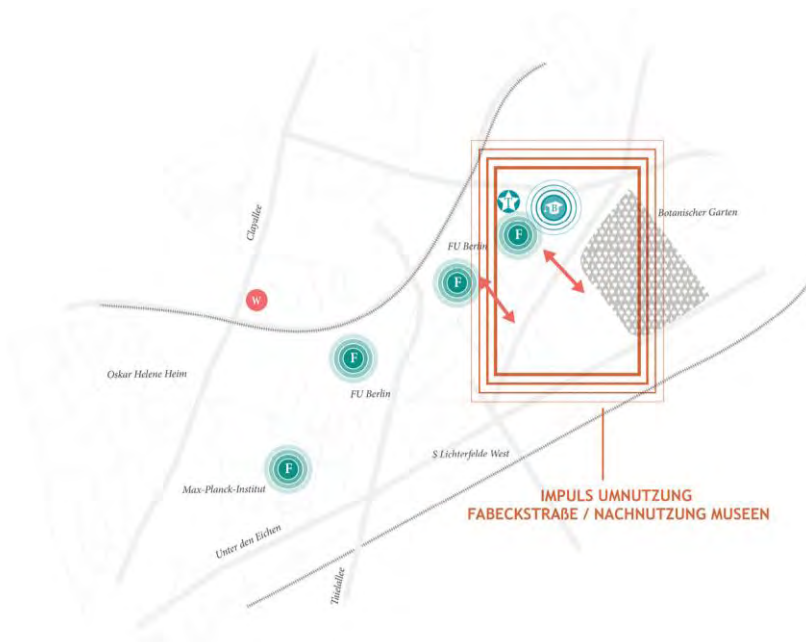 Clayallee
Botanischer Garten
I
B
F
FU Berlin
F
W
F
FU Berlin
Oskar Helene Heim
F
Max-Planck-Institut
S Lichterfelde West
Unter den Eichen
IMPULS UMNUTZUNG
FABECKSTRAßE / NACHNUTZUNG MUSEEN